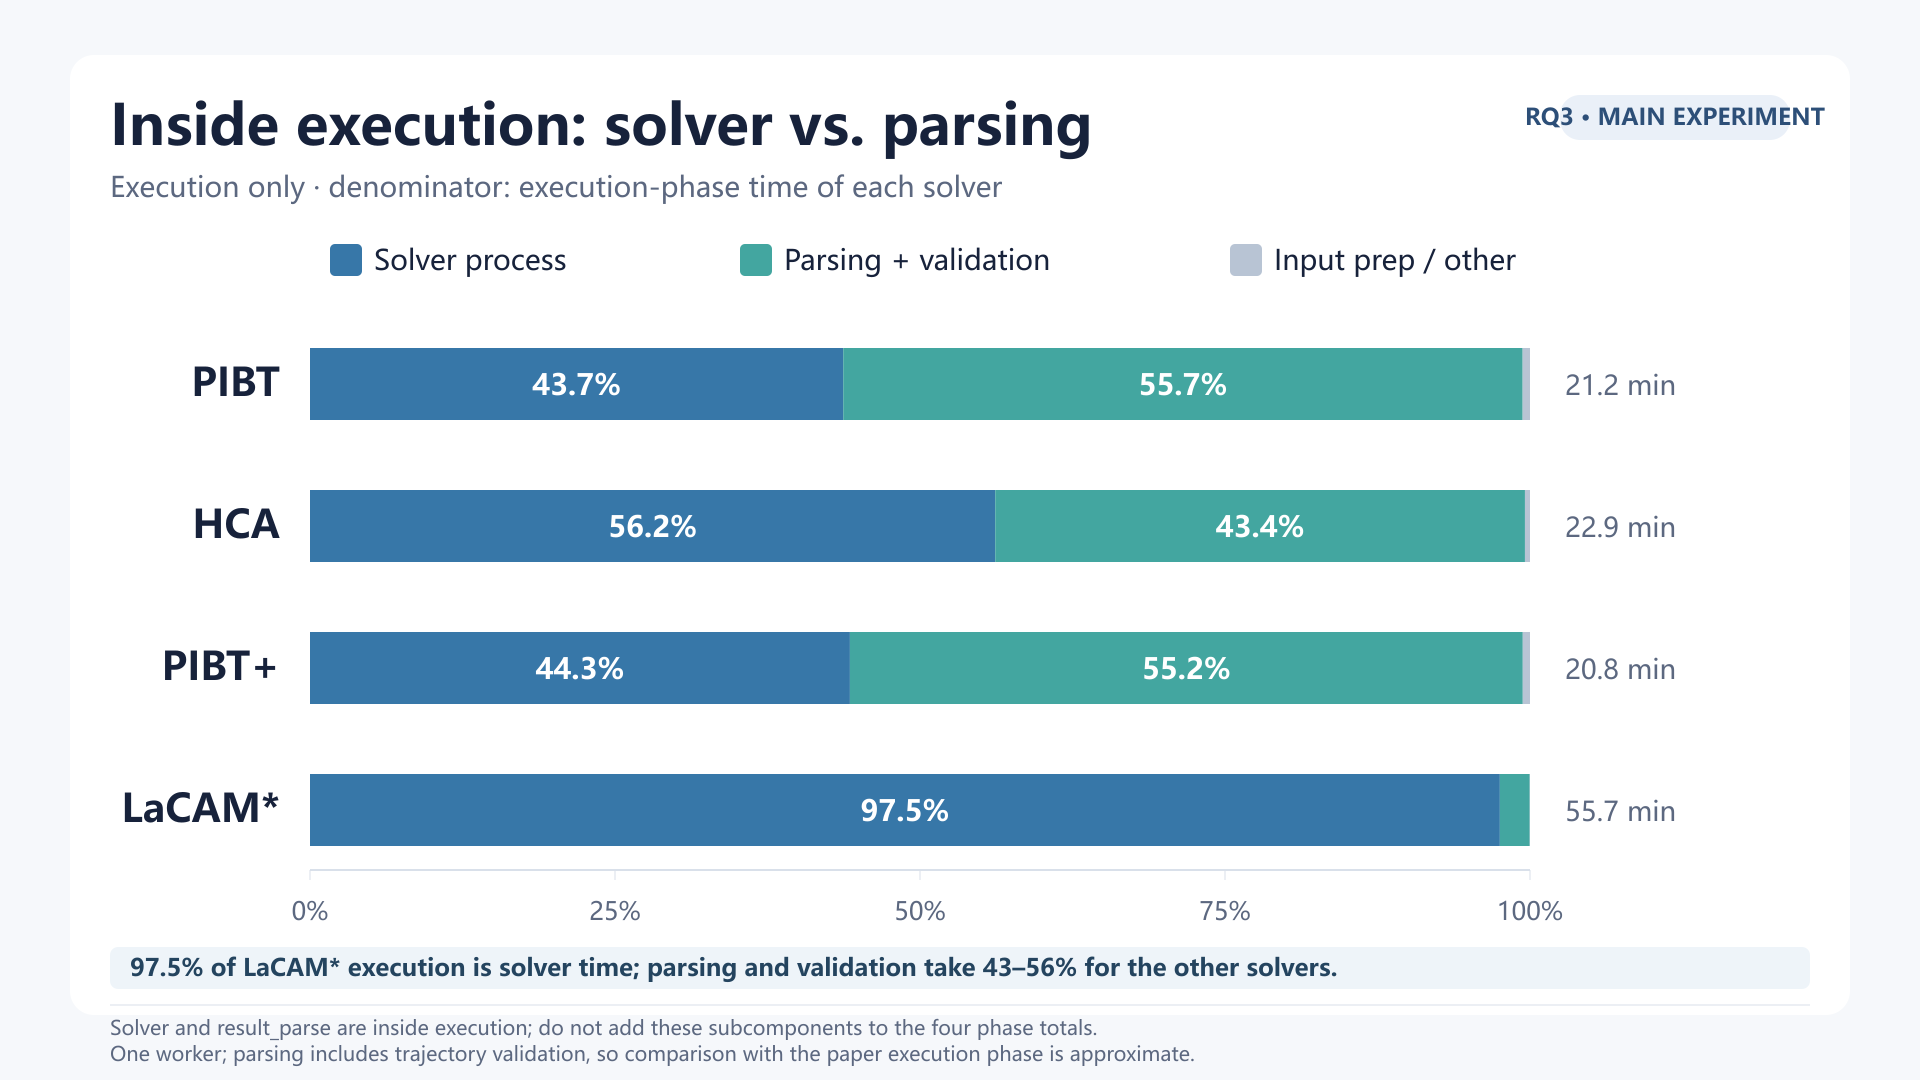 Inside execution: solver vs. parsing
RQ3 • MAIN EXPERIMENT
Execution only · denominator: execution-phase time of each solver
Solver process
Parsing + validation
Input prep / other
PIBT
43.7%
55.7%
21.2 min
HCA
56.2%
43.4%
22.9 min
PIBT+
44.3%
55.2%
20.8 min
LaCAM*
97.5%
55.7 min
0%
25%
50%
75%
100%
97.5% of LaCAM* execution is solver time; parsing and validation take 43–56% for the other solvers.
Solver and result_parse are inside execution; do not add these subcomponents to the four phase totals.
One worker; parsing includes trajectory validation, so comparison with the paper execution phase is approximate.